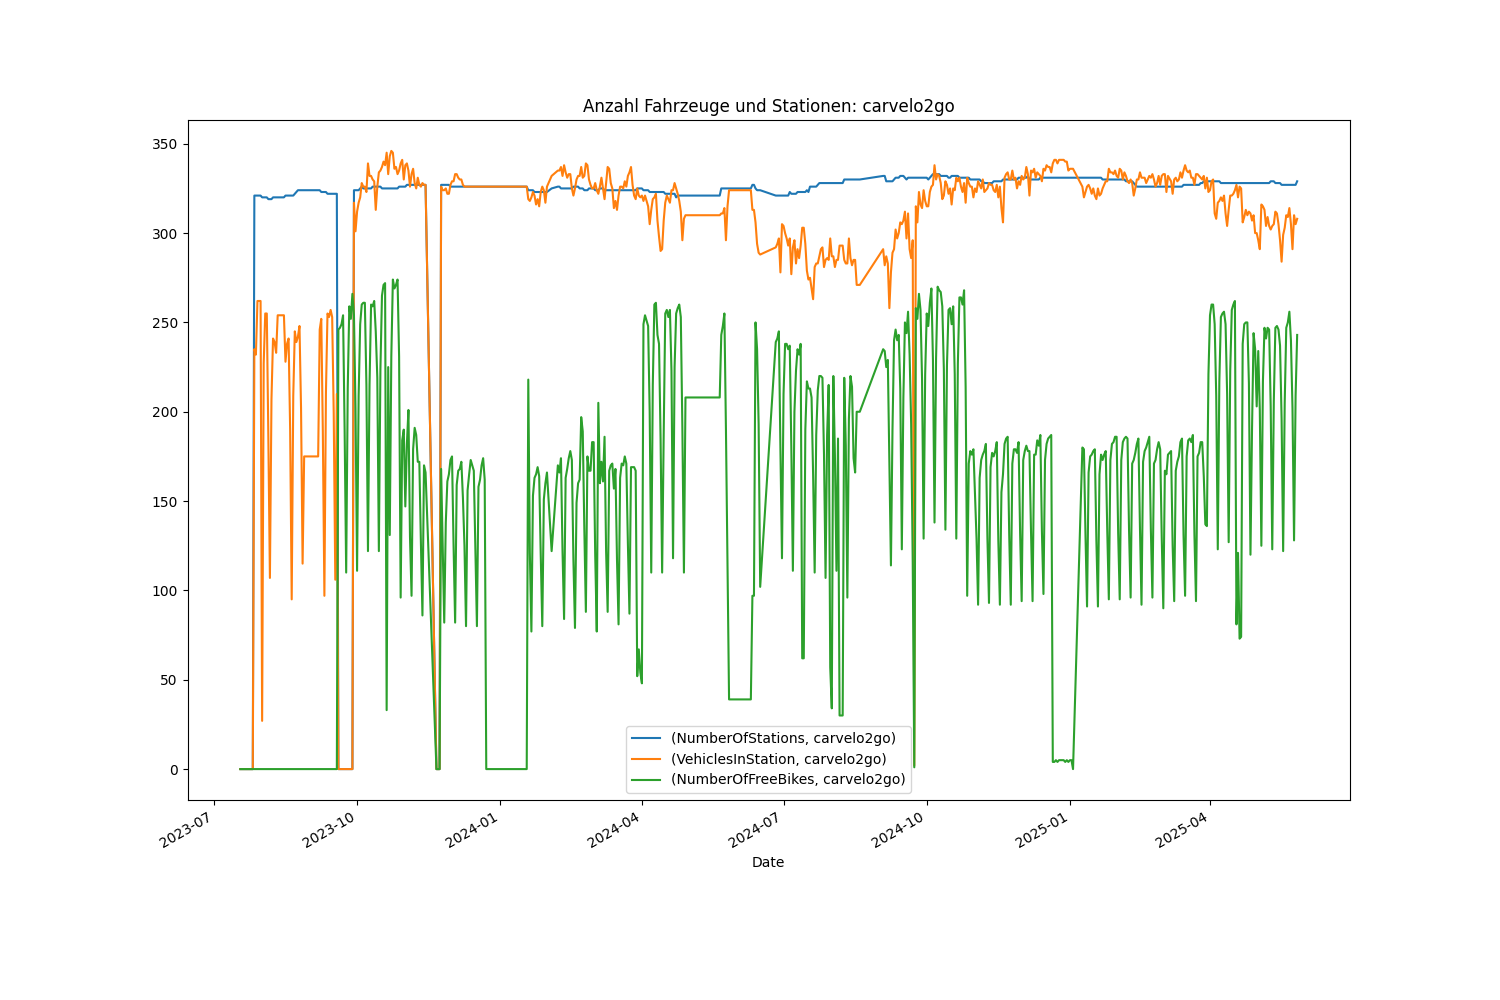 Anzahl Fahrzeuge und Stationen: carvelo2go
350
300
250
200
150
100
50
0
(NumberOfStations, carvelo2go)
(VehiclesInStation, carvelo2go)
(NumberOfFreeBikes, carvelo2go)
2023-07 2023-10 2024-01 2024-04 2024-07 2024-10 2025-01 2025-04
Date